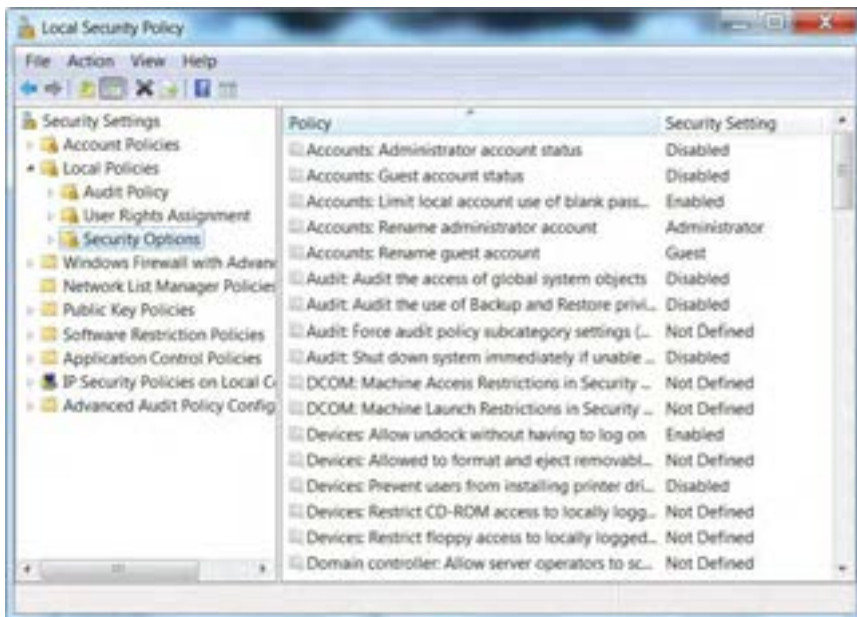 Local Security Policy
File Action View Help
Security Settings
Account Policies
Local Policies
Audit Policy
User Rights Assignment
Security Options
Windows Firewall with Advanc
Network List Manager Policies
Public Key Policies
Software Restriction Policies
Application Control Policies
IP Security Policies on Local C
Advanced Audit Policy Config
Policy Security Setting
Accounts: Administrator account status Disabled
Accounts: Guest account status Disabled
Accounts: Limit local account use of blank pass... Enabled
Accounts: Rename administrator account Administrator
Accounts: Rename guest account Guest
Audit: Audit the access of global system objects Disabled
Audit: Audit the use of Backup and Restore privi... Disabled
Audit: Force audit policy subcategory settings (... Not Defined
Audit: Shut down system immediately if unable ... Disabled
DCOM: Machine Access Restrictions in Security ... Not Defined
DCOM: Machine Launch Restrictions in Security ... Not Defined
Devices: Allow undock without having to log on Enabled
Devices: Allowed to format and eject removabl... Not Defined
Devices: Prevent users from installing printer dri... Disabled
Devices: Restrict CD-ROM access to locally logg... Not Defined
Devices: Restrict floppy access to locally logged... Not Defined
Domain controller: Allow server operators to sc... Not Defined